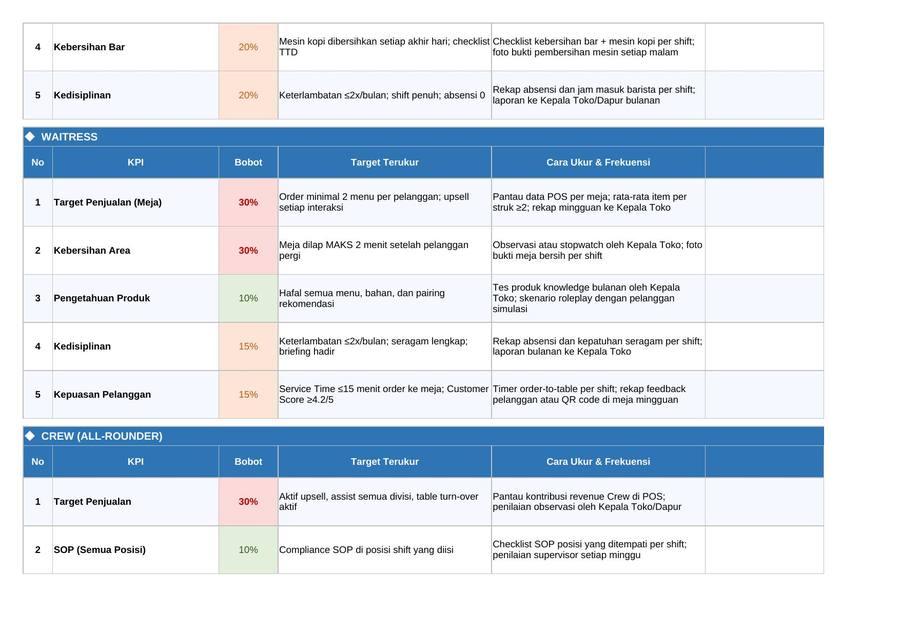 4 Kebersihan Bar 20% Mesin kopi dibersihkan setiap akhir hari; checklist TTD Checklist kebersihan bar + mesin kopi per shift; foto bukti pembersihan mesin setiap malam
5 Kedisiplinan 20% Keterlambatan ≤2x/bulan; shift penuh; absensi 0 Rekap absensi dan jam masuk barista per shift; laporan ke Kepala Toko/Dapur bulanan
◆ WAITRESS
No KPI Bobot Target Terukur Cara Ukur & Frekuensi
1 Target Penjualan (Meja) 30% Order minimal 2 menu per pelanggan; upsell setiap interaksi Pantau data POS per meja; rata-rata item per struk ≥2; rekap mingguan ke Kepala Toko
2 Kebersihan Area 30% Meja dilap MAKS 2 menit setelah pelanggan pergi Observasi atau stopwatch oleh Kepala Toko; foto bukti meja bersih per shift
3 Pengetahuan Produk 10% Hafal semua menu, bahan, dan pairing rekomendasi Tes produk knowledge bulanan oleh Kepala Toko; skenario roleplay dengan pelanggan simulasi
4 Kedisiplinan 15% Keterlambatan ≤2x/bulan; seragam lengkap; briefing hadir Rekap absensi dan kepatuhan seragam per shift; laporan bulanan ke Kepala Toko
5 Kepuasan Pelanggan 15% Service Time ≤15 menit order ke meja; Customer Score ≥4.2/5 Timer order-to-table per shift; rekap feedback pelanggan atau QR code di meja mingguan
◆ CREW (ALL-ROUNDER)
No KPI Bobot Target Terukur Cara Ukur & Frekuensi
1 Target Penjualan 30% Aktif upsell, assist semua divisi, table turn-over aktif Pantau kontribusi revenue Crew di POS; penilaian observasi oleh Kepala Toko/Dapur
2 SOP (Semua Posisi) 10% Compliance SOP di posisi shift yang diisi Checklist SOP posisi yang ditempati per shift; penilaian supervisor setiap minggu